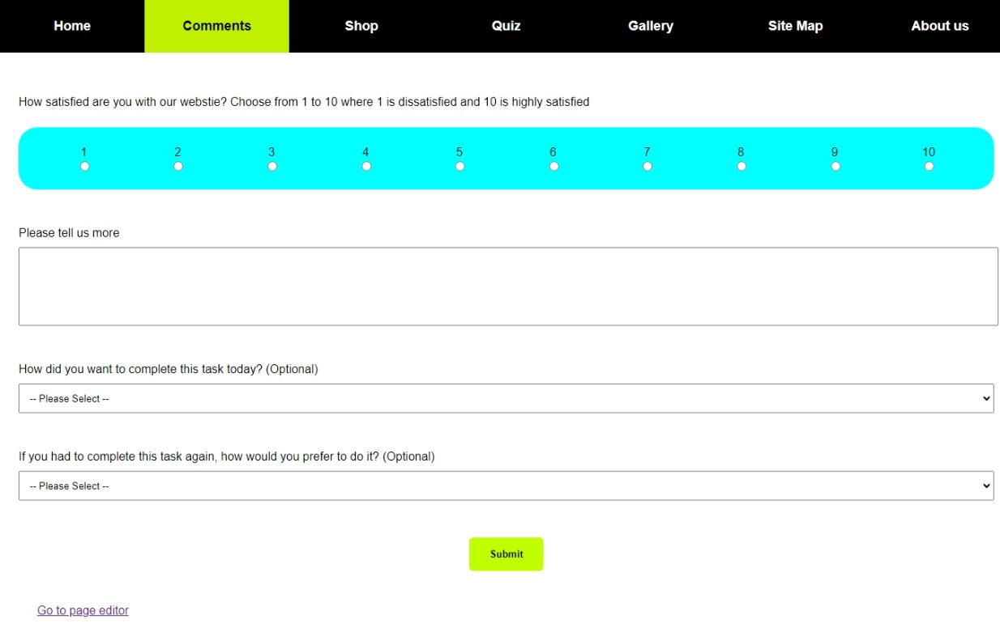 Home Comments Shop Quiz Gallery Site Map About us
How satisfied are you with our webstie? Choose from 1 to 10 where 1 is dissatisfied and 10 is highly satisfied
1 2 3 4 5 6 7 8 9 10
Please tell us more
How did you want to complete this task today? (Optional)
-- Please Select --
If you had to complete this task again, how would you prefer to do it? (Optional)
-- Please Select --
Submit
Go to page editor